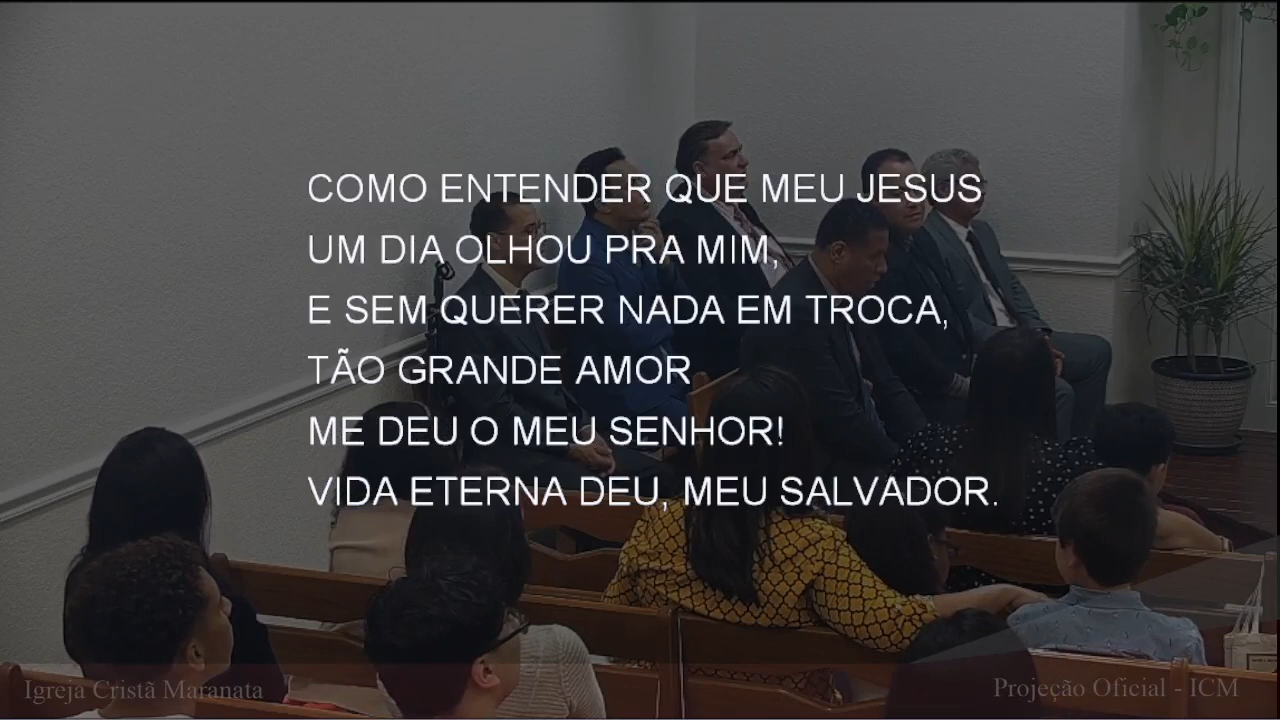 COMO ENTENDER QUE MEU JESUS
UM DIA OLHOU PRA MIM,
E SEM QUERER NADA EM TROCA,
TÃO GRANDE AMOR
ME DEU O MEU SENHOR!
VIDA ETERNA DEU, MEU SALVADOR.
Igreja Cristã Maranata
Projeção Oficial - ICM